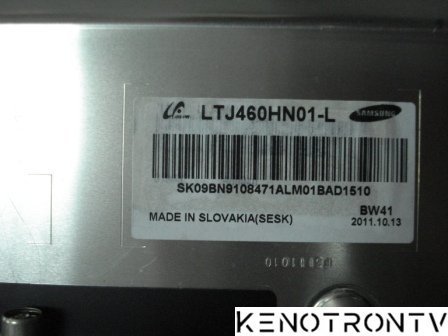 LTJ460HN01-L
SAMSUNG
SK09BN9108471ALM01BAD1510
BW41
MADE IN SLOVAKIA(SESK)
2011.10.13
KENOTRONTV